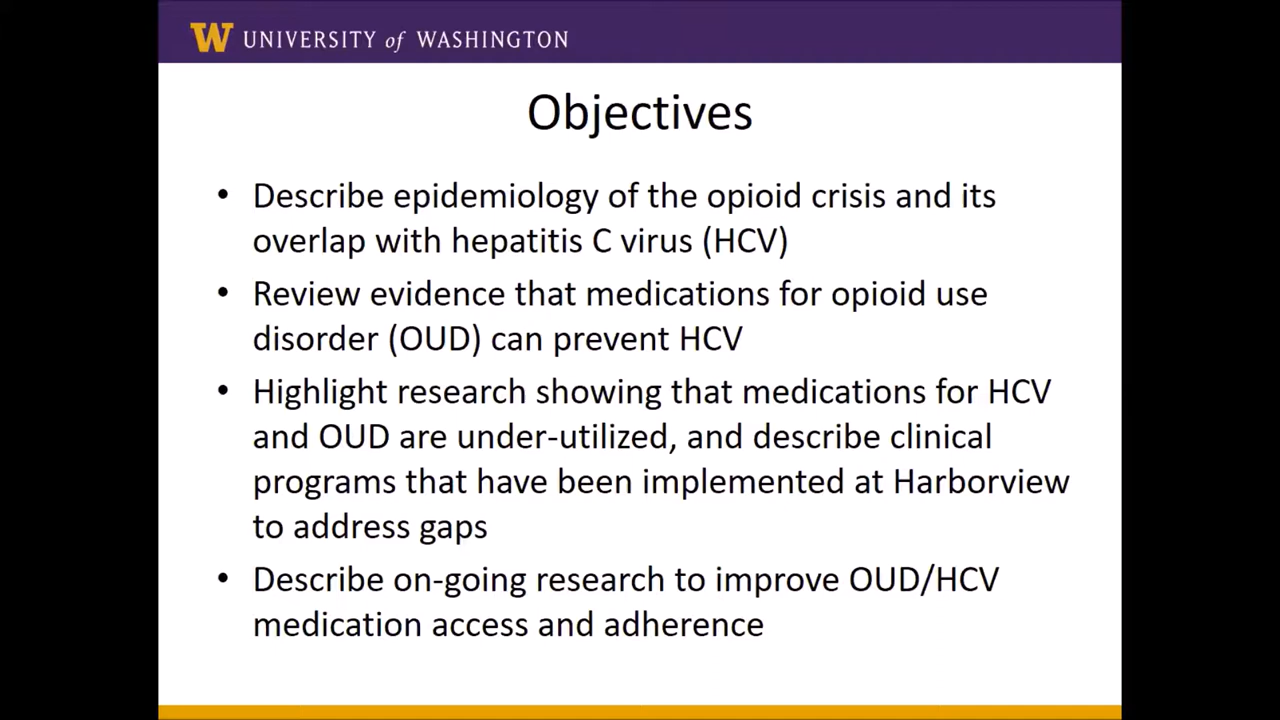 W UNIVERSITY of WASHINGTON
Objectives
• Describe epidemiology of the opioid crisis and its
overlap with hepatitis C virus (HCV)
• Review evidence that medications for opioid use
disorder (OUD) can prevent HCV
• Highlight research showing that medications for HCV
and OUD are under-utilized, and describe clinical
programs that have been implemented at Harborview
to address gaps
• Describe on-going research to improve OUD/HCV
medication access and adherence